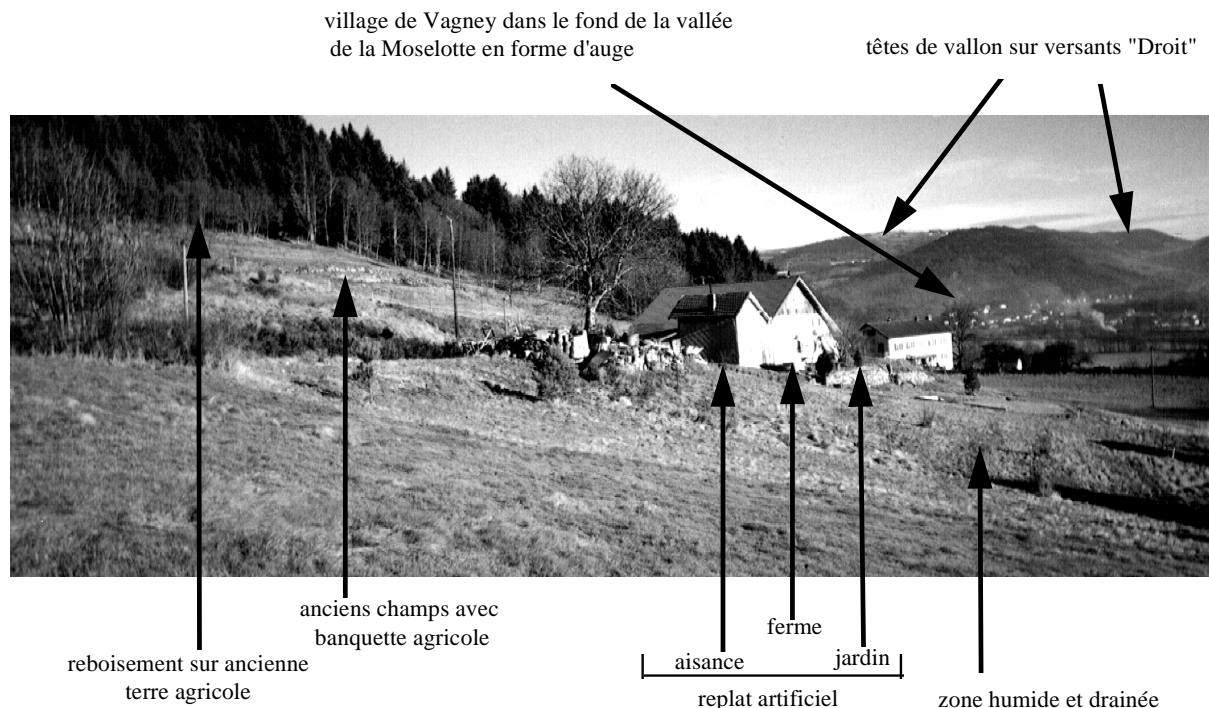 village de Vagney dans le fond de la vallée
de la Moselotte en forme d'auge
têtes de vallon sur versants "Droit"
anciens champs avec
banquette agricole
reboisement sur ancienne
terre agricole
ferme
aisance
jardin
replat artificiel
zone humide et drainée